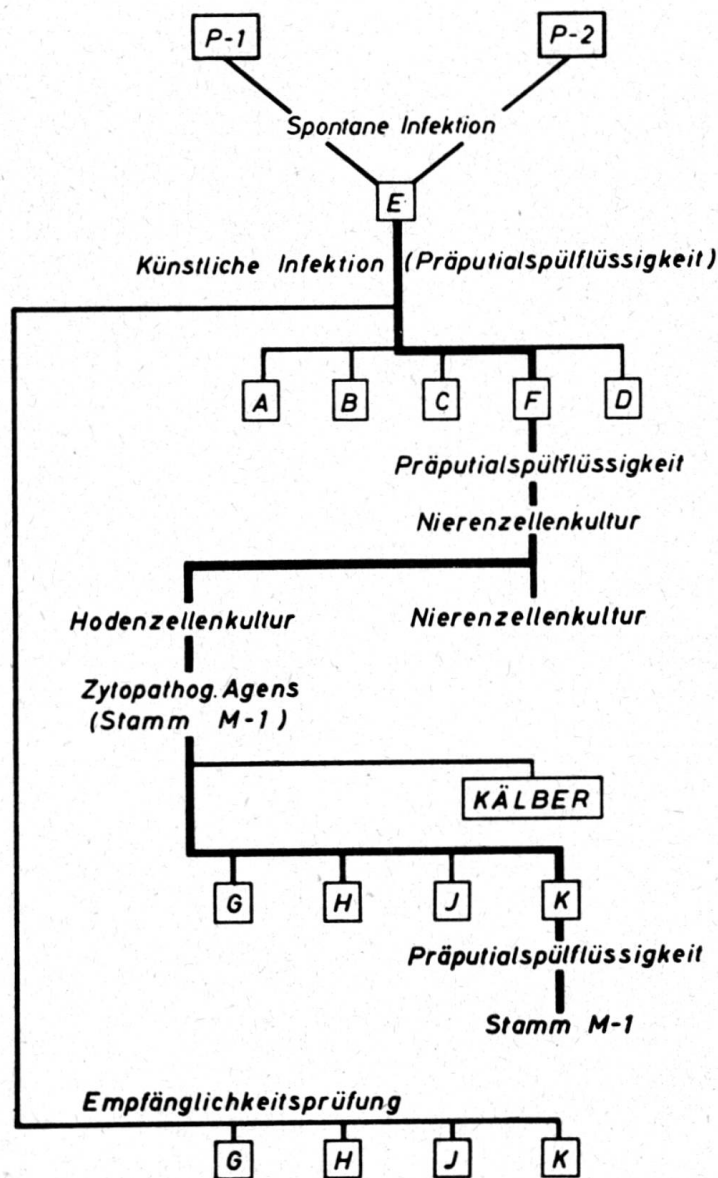 P-1 P-2
Spontane Infektion
E
Künstliche Infektion (Präputialspülflüssigkeit)
A B C F D
Präputialspülflüssigkeit
Nierenzellenkultur
Hodenzellenkultur Nierenzellenkultur
Zytopathog. Agens
(Stamm M-1)
KÄLBER
G H J K
Präputialspülflüssigkeit
Stamm M-1
Empfänglichkeitsprüfung
G H J K